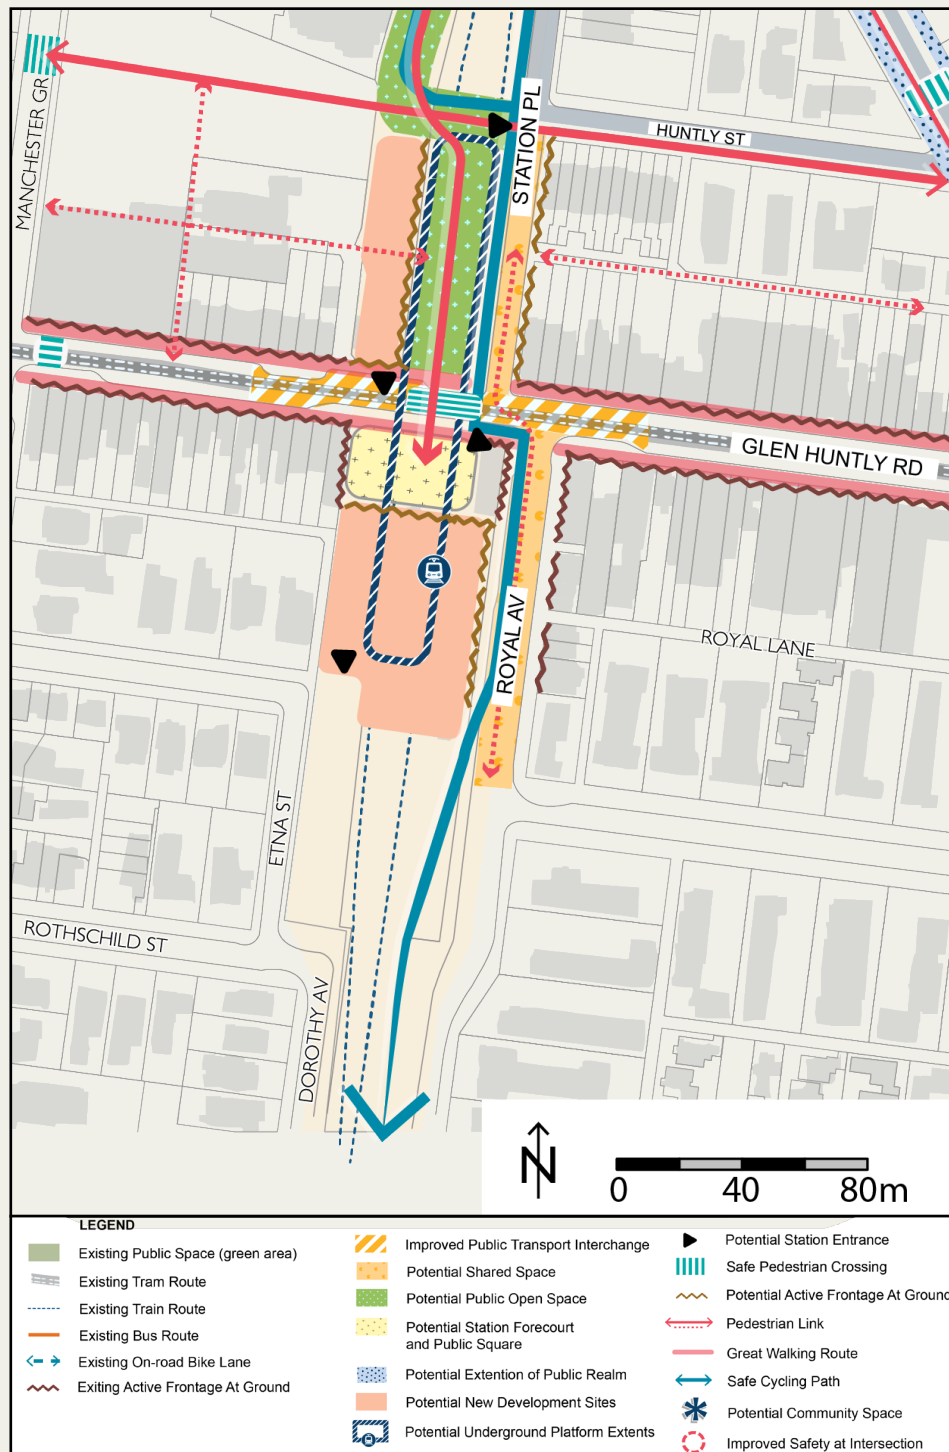 MANCHESTER GR
STATION PL
HUNTLY ST
GLEN HUNTLY RD
ROYAL AV
ROYAL LANE
ETNA ST
ROTHSCHILD ST
DOROTHY AV
N
0 40 80m
LEGEND
Existing Public Space (green area)
Existing Tram Route
Existing Train Route
Existing Bus Route
Existing On-road Bike Lane
Exiting Active Frontage At Ground
Improved Public Transport Interchange
Potential Shared Space
Potential Public Open Space
Potential Station Forecourt
and Public Square
Potential Extention of Public Realm
Potential New Development Sites
Potential Underground Platform Extents
Potential Station Entrance
Safe Pedestrian Crossing
Potential Active Frontage At Ground
Pedestrian Link
Great Walking Route
Safe Cycling Path
Potential Community Space
Improved Safety at Intersection